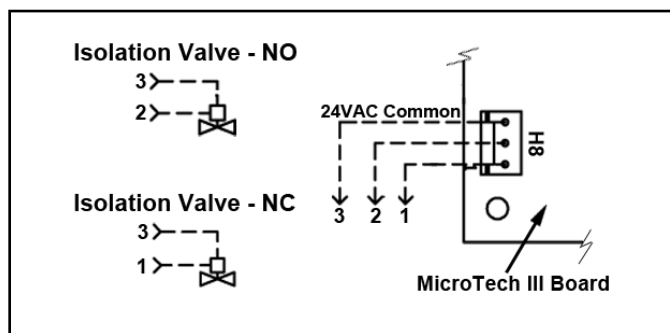 Isolation Valve - NO
3
2
24VAC Common
H8
Isolation Valve - NC
3
1
3 2 1
MicroTech III Board